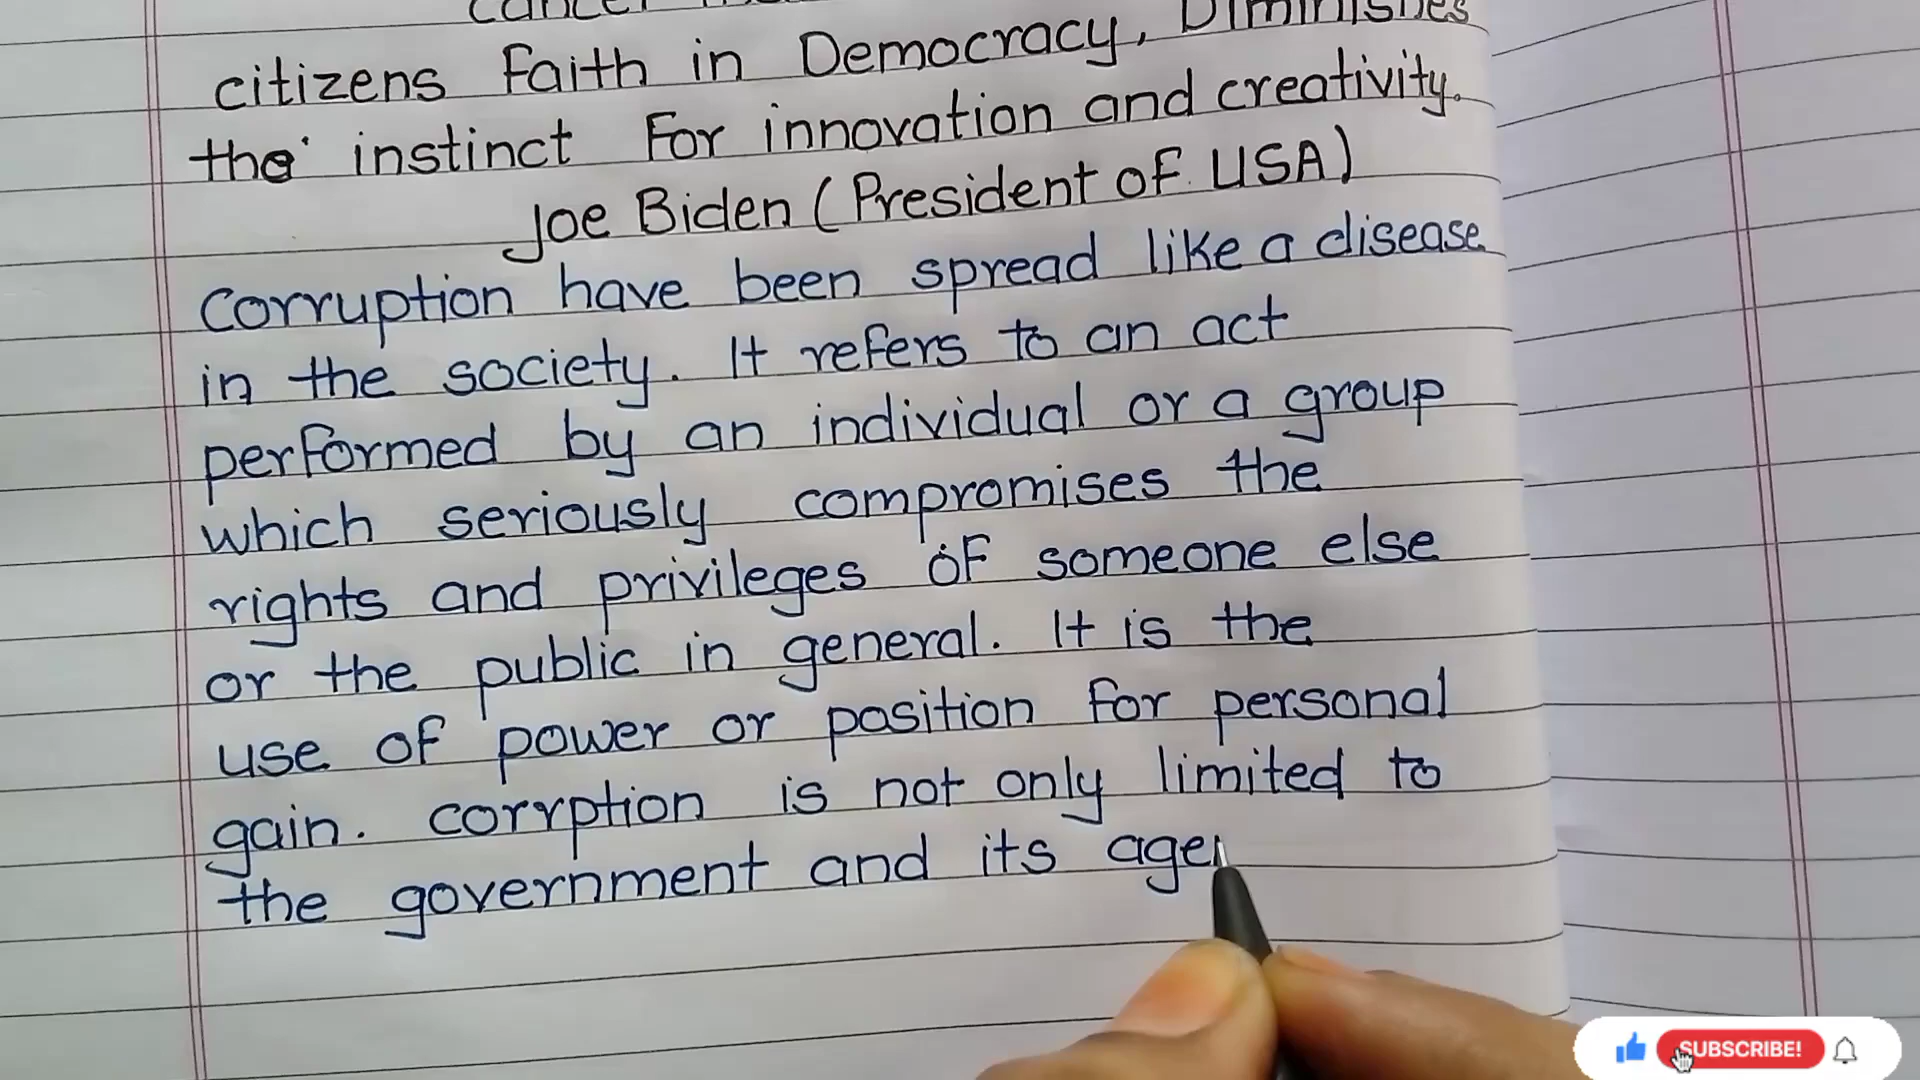 citizens Faith in Democracy, Diminishes
the instinct For innovation and creativity.
Joe Biden (President of USA)
corruption have been spread like a disease
in the society. It refers to an act
performed by an individual or a group
which seriously compromises the
rights and privileges of someone else
or the public in general. It is the
use of power or position for personal
gain. corrption is not only limited to
the government and its age
SUBSCRIBE!